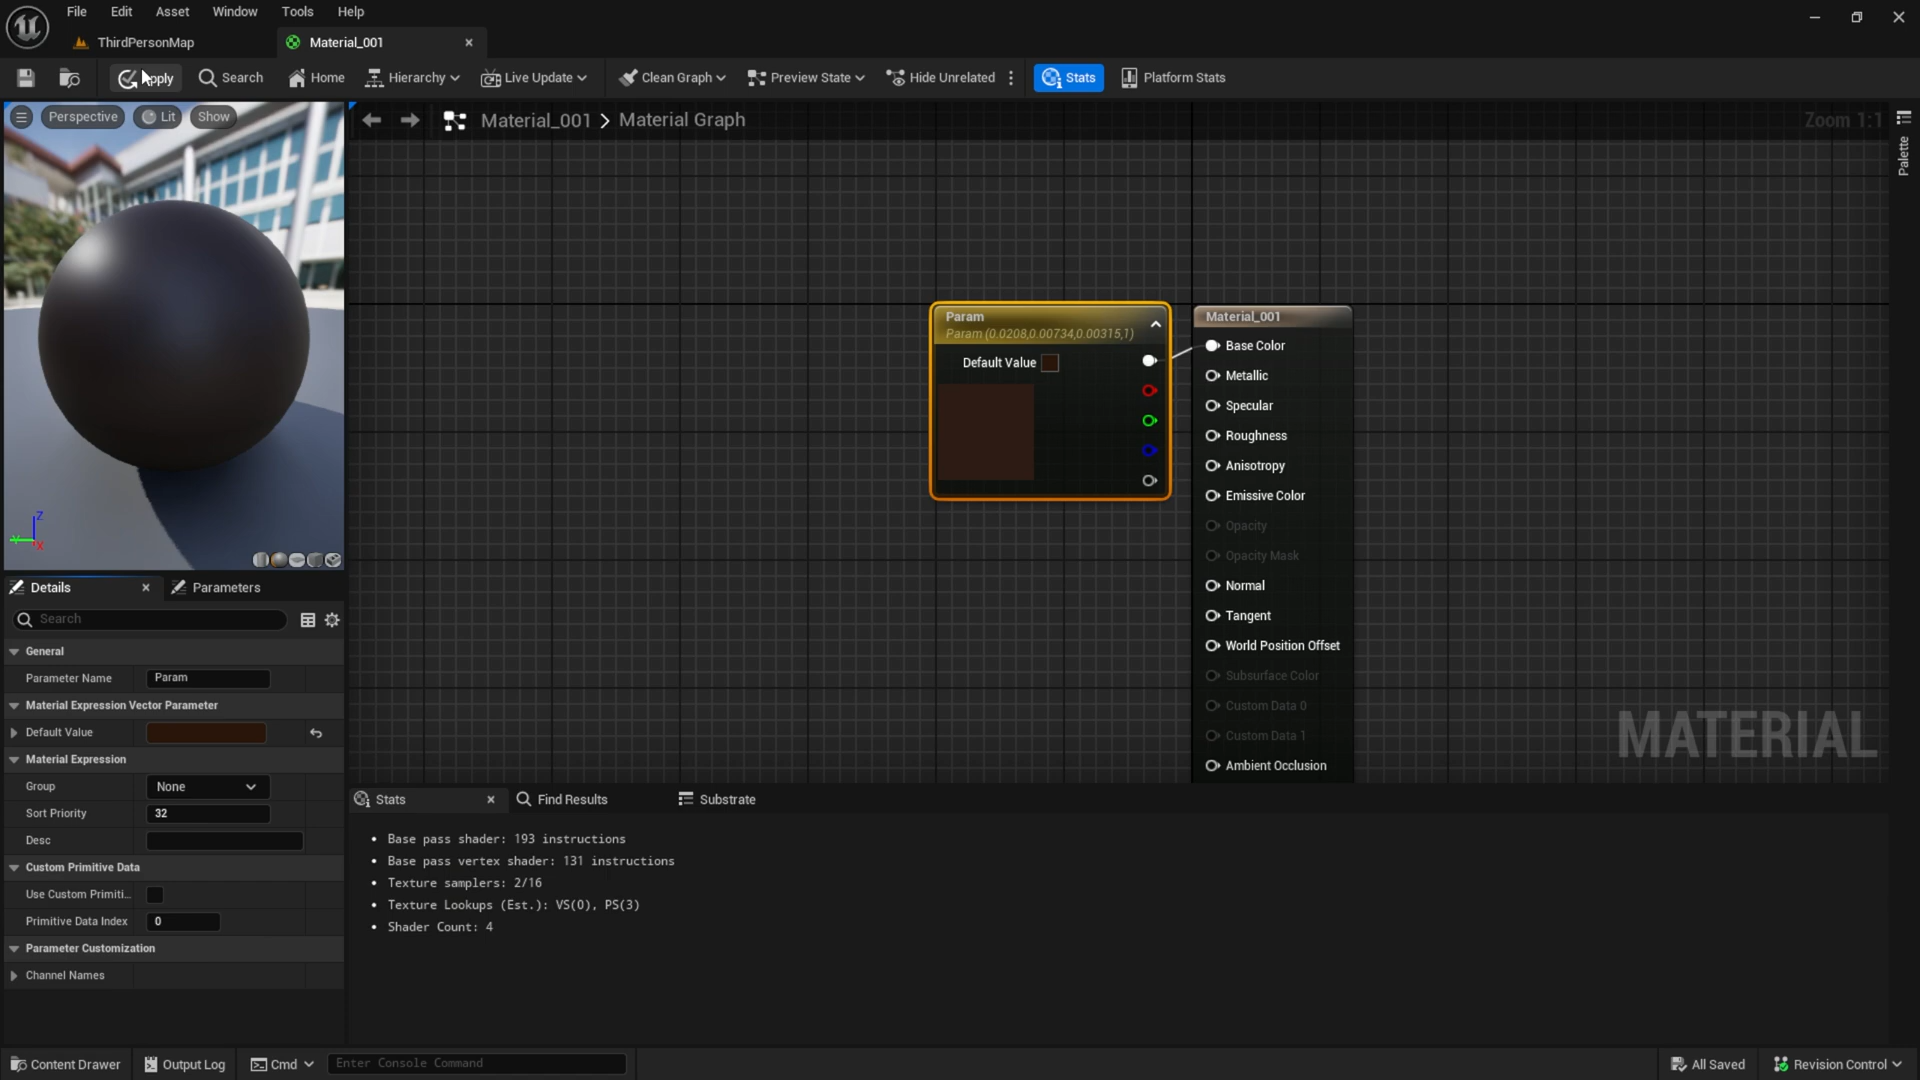 File Edit Asset Window Tools Help
ThirdPersonMap
Material_001
Apply
Search
Home
Hierarchy
Live Update
Clean Graph
Preview State
Hide Unrelated
Stats
Platform Stats
Perspective
Lit
Show
Material_001 > Material Graph
Zoom 1:1
Palette
Param
Param (0.0208,0.00734,0.00315,1)
Default Value
Material_001
Base Color
Metallic
Specular
Roughness
Anisotropy
Emissive Color
Opacity
Opacity Mask
Normal
Tangent
World Position Offset
Subsurface Color
Custom Data 0
Custom Data 1
Ambient Occlusion
MATERIAL
Z
Y
X
Details
Parameters
Search
General
Parameter Name Param
Material Expression Vector Parameter
Default Value
Material Expression
Group None
Sort Priority 32
Desc
Custom Primitive Data
Use Custom Primiti...
Primitive Data Index 0
Parameter Customization
Channel Names
Stats
Find Results
Substrate
• Base pass shader: 193 instructions
• Base pass vertex shader: 131 instructions
• Texture samplers: 2/16
• Texture Lookups (Est.): VS(0), PS(3)
• Shader Count: 4
Content Drawer
Output Log
Cmd
Enter Console Command
All Saved
Revision Control